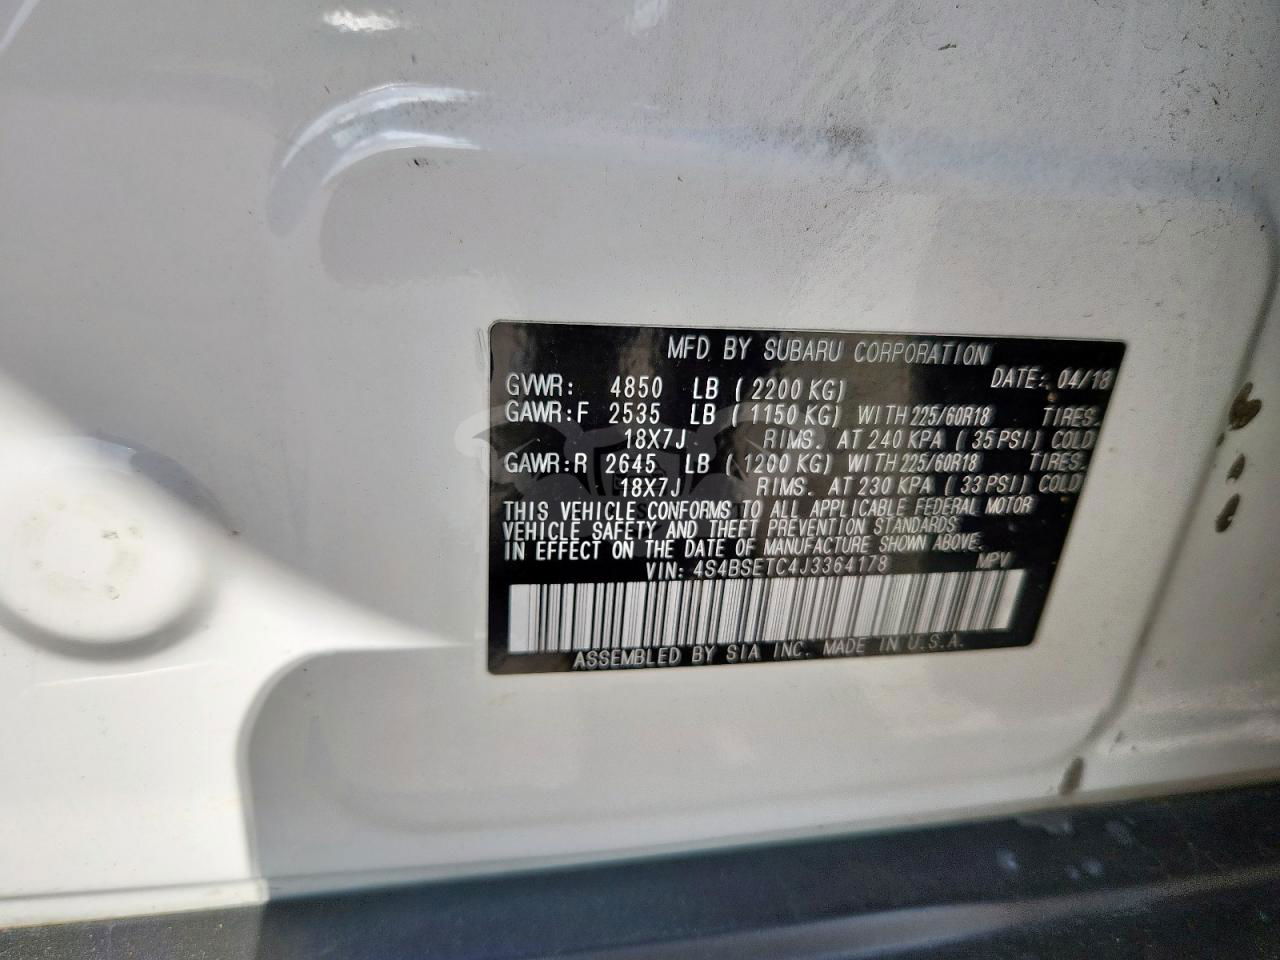 MFD BY SUBARU CORPORATION
DATE: 04/18
GVWR: 4850 LB (2200 KG)
GAWR:F 2535 LB (1150 KG) WITH 225/60R18 TIRES.
18X7J RIMS. AT 240 KPA (35 PSI) COLD
GAWR:R 2645 LB (1200 KG) WITH 225/60R18 TIRES.
18X7J RIMS. AT 230 KPA (33 PSI) COLD
THIS VEHICLE CONFORMS TO ALL APPLICABLE FEDERAL MOTOR
VEHICLE SAFETY AND THEFT PREVENTION STANDARDS
IN EFFECT ON THE DATE OF MANUFACTURE SHOWN ABOVE.
VIN: 4S4BSETC4J3364178 MPV
ASSEMBLED BY SIA INC. MADE IN U.S.A.